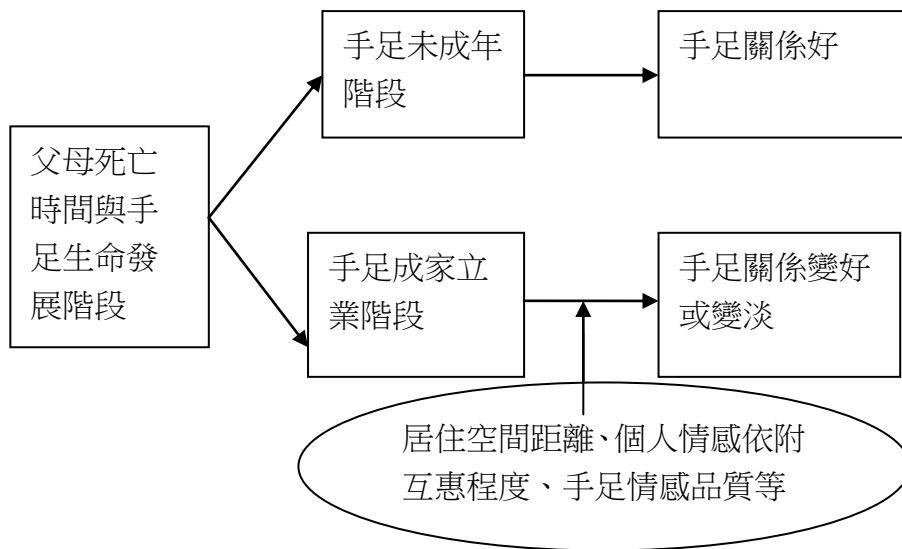 手足未成年
階段
手足關係好
父母死亡
時間與手
足生命發
展階段
手足成家立
業階段
手足關係變好
或變淡
居住空間距離、個人情感依附
互惠程度、手足情感品質等